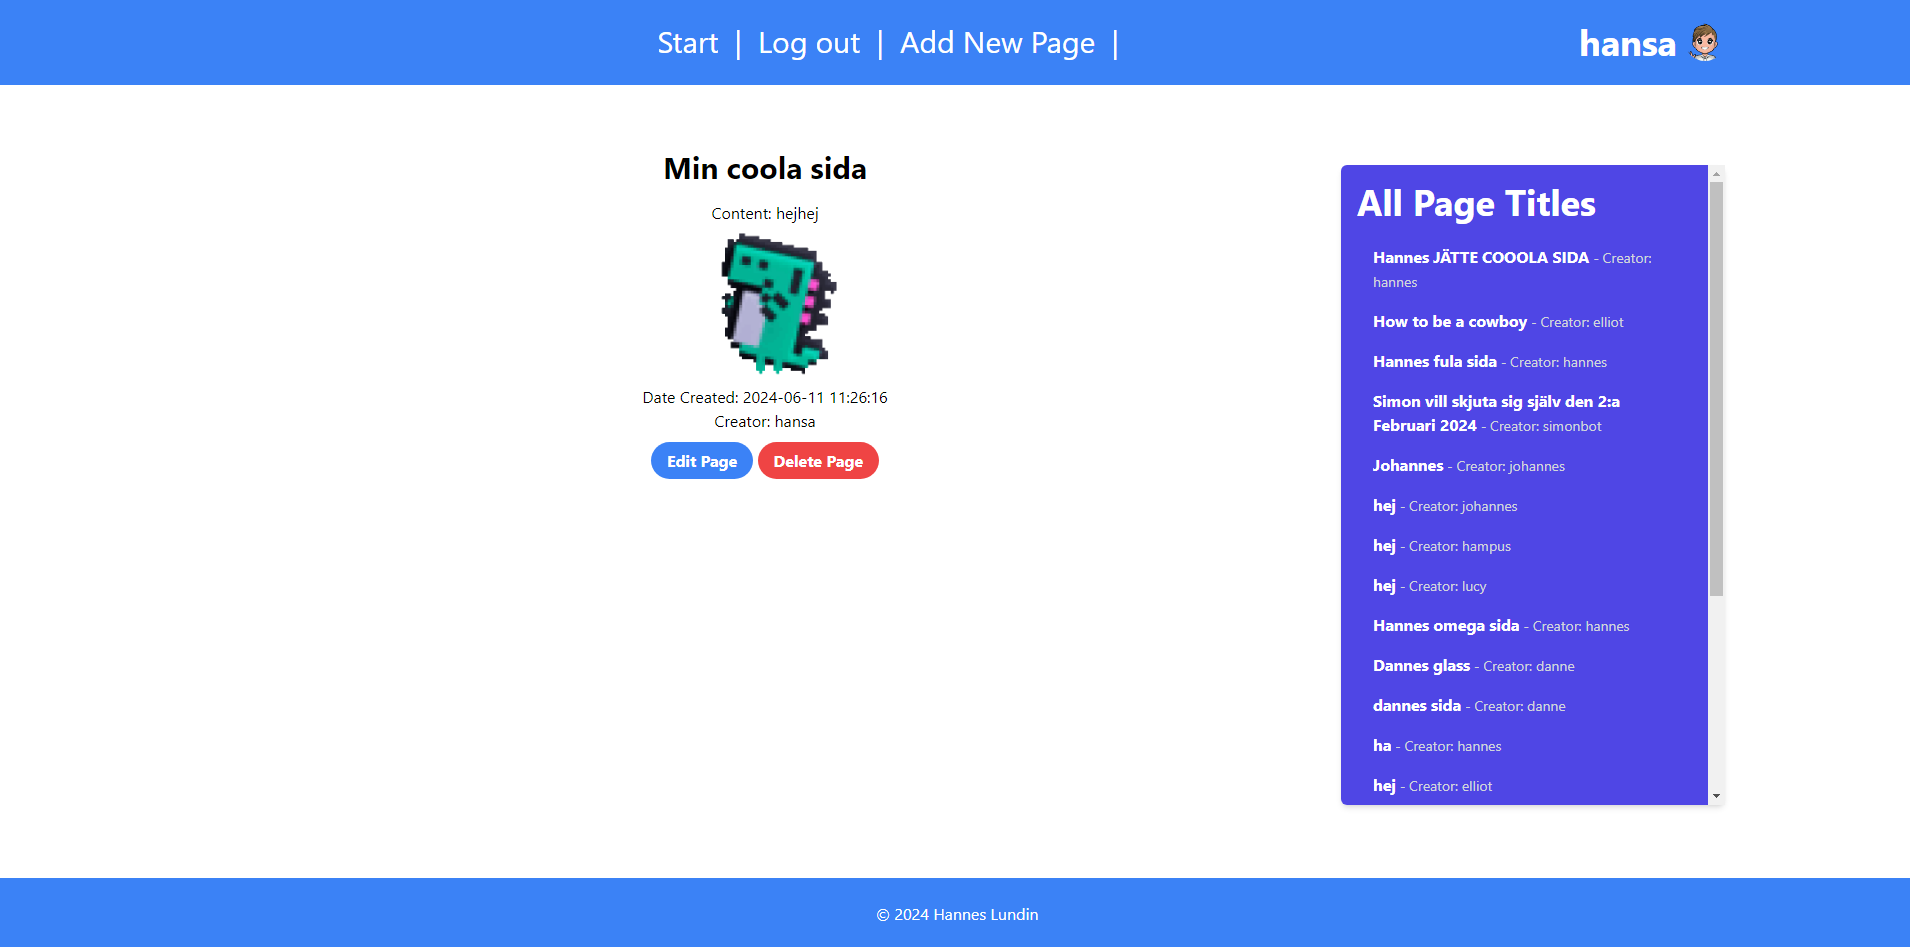 Start | Log out | Add New Page |
hansa
Min coola sida
Content: hejhej
Date Created: 2024-06-11 11:26:16
Creator: hansa
Edit Page Delete Page
All Page Titles
Hannes JÄTTE COOOLA SIDA - Creator:
hannes
How to be a cowboy - Creator: elliot
Hannes fula sida - Creator: hannes
Simon vill skjuta sig själv den 2:a
Februari 2024 - Creator: simonbot
Johannes - Creator: johannes
hej - Creator: johannes
hej - Creator: hampus
hej - Creator: lucy
Hannes omega sida - Creator: hannes
Dannes glass - Creator: danne
dannes sida - Creator: danne
ha - Creator: hannes
hej - Creator: elliot
© 2024 Hannes Lundin